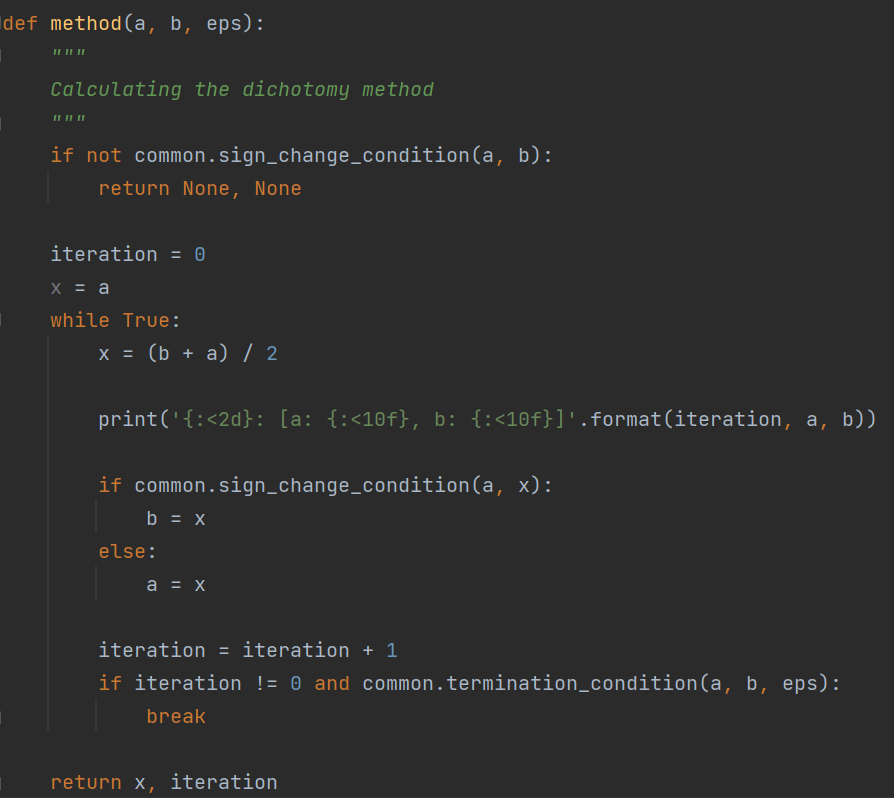 def method(a, b, eps):
    """
    Calculating the dichotomy method
    """
    if not common.sign_change_condition(a, b):
        return None, None

    iteration = 0
    x = a
    while True:
        x = (b + a) / 2

        print('{:<2d}: [a: {:<10f}, b: {:<10f}]'.format(iteration, a, b))

        if common.sign_change_condition(a, x):
            b = x
        else:
            a = x

        iteration = iteration + 1
        if iteration != 0 and common.termination_condition(a, b, eps):
            break

    return x, iteration